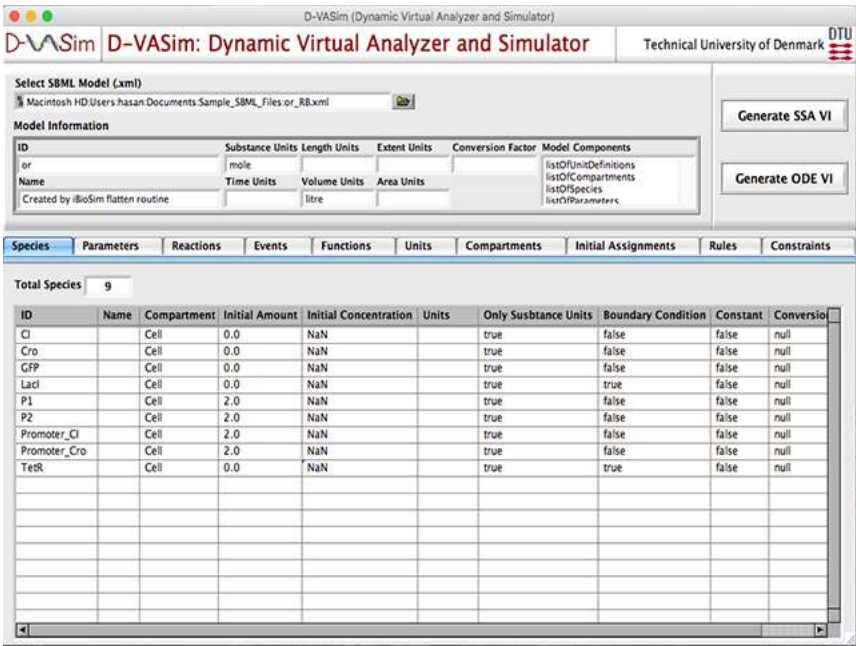 D-VASim (Dynamic Virtual Analyzer and Simulator)
D-VASim D-VASim: Dynamic Virtual Analyzer and Simulator Technical University of Denmark DTU
Select SBML Model (.xml)
Macintosh HD:Users:hasan:Documents:Sample_SBML_Files:or_RB.xml
Generate SSA VI
Model Information
ID Substance Units Length Units Extent Units Conversion Factor Model Components
or mole listOfUnitDefinitions
listOfCompartments
Name Time Units Volume Units Area Units Generate ODE VI
listOfSpecies
Created by iBioSim flatten routine litre listOfParameters
Species Parameters Reactions Events Functions Units Compartments Initial Assignments Rules Constraints
Total Species 9
ID Name Compartment Initial Amount Initial Concentration Units Only Susbtance Units Boundary Condition Constant Conversion
CI Cell 0.0 NaN true false false null
Cro Cell 0.0 NaN true false false null
GFP Cell 0.0 NaN true false false null
LacI Cell 0.0 NaN true true false null
P1 Cell 2.0 NaN true false false null
P2 Cell 2.0 NaN true false false null
Promoter_CI Cell 2.0 NaN true false false null
Promoter_Cro Cell 2.0 NaN true false false null
TetR Cell 0.0 NaN true true false null